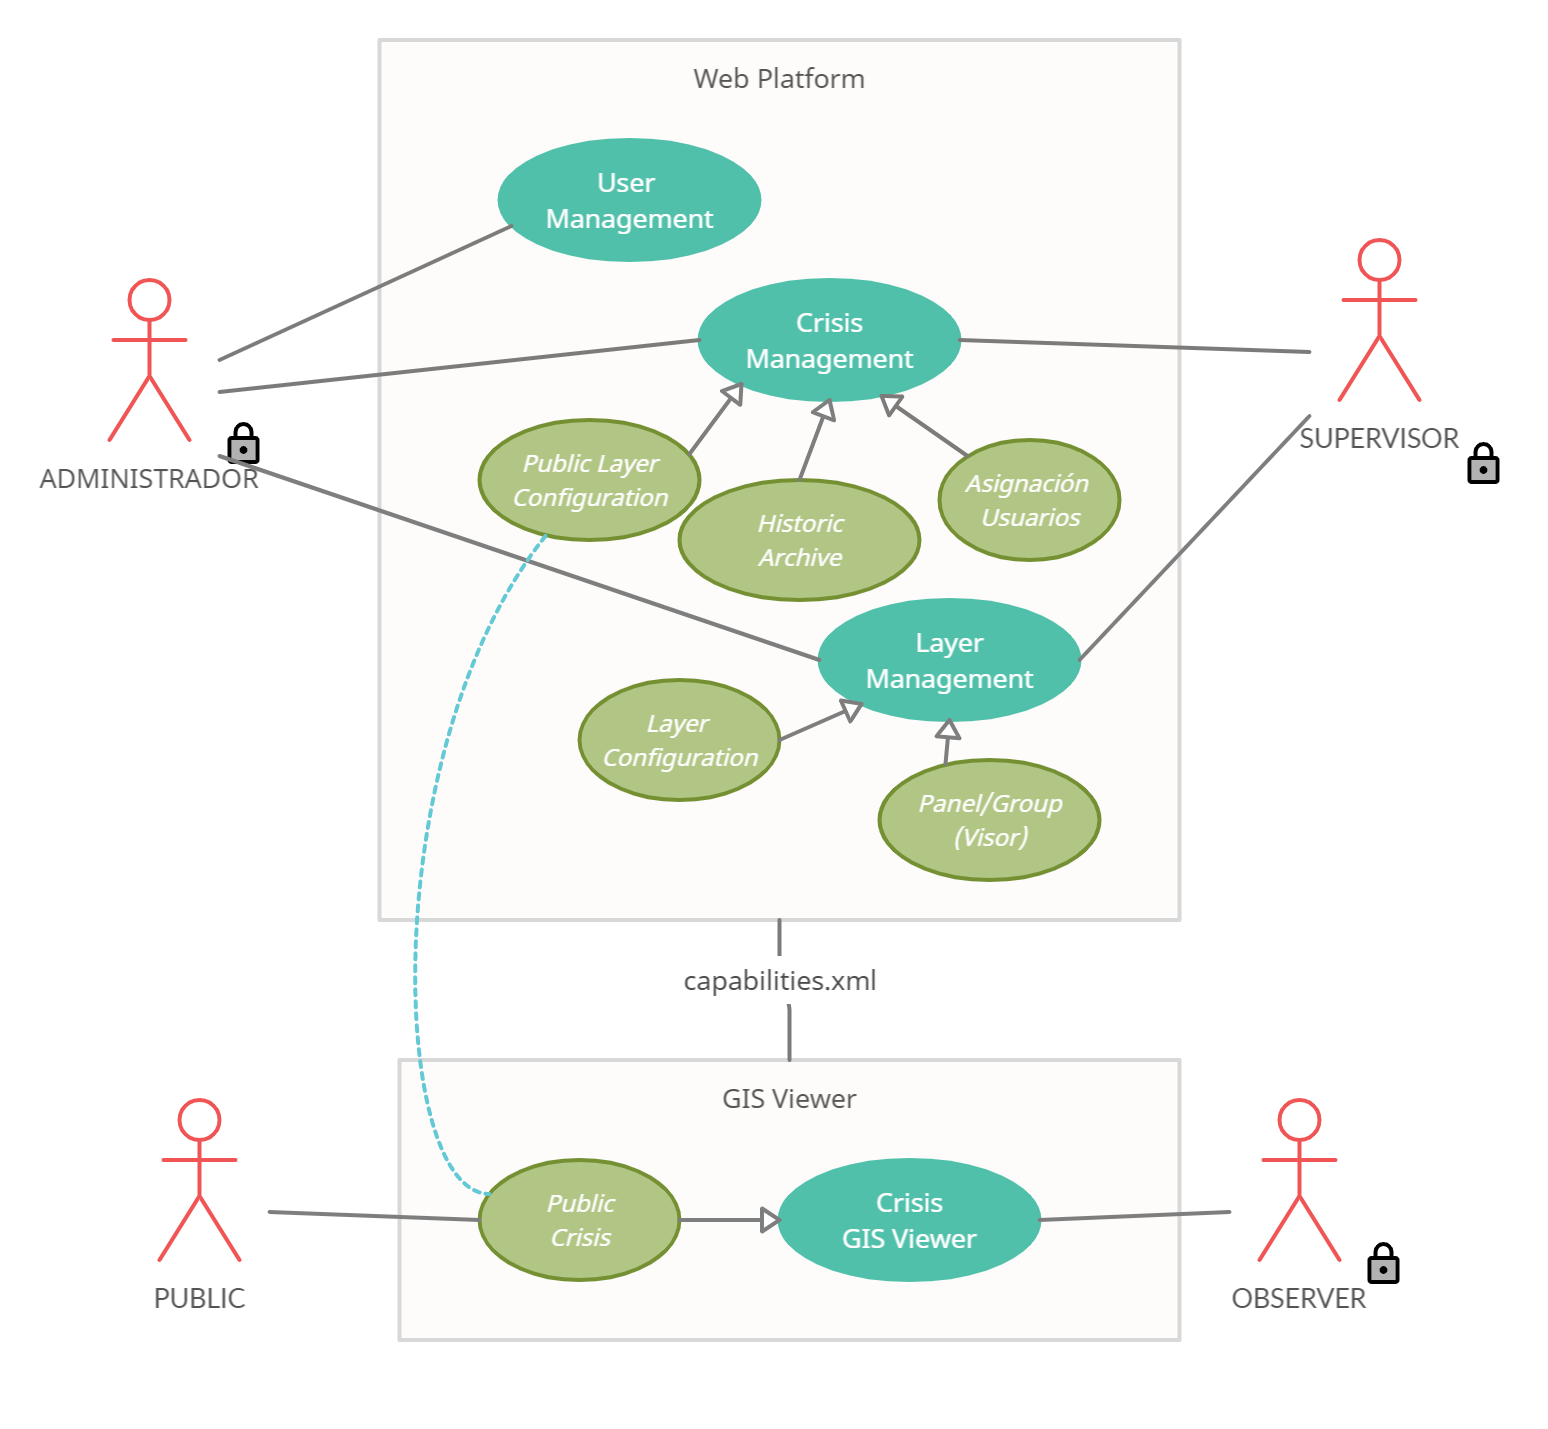 Web Platform
User
Management
Crisis
Management
ADMINISTRADOR
SUPERVISOR
Public Layer
Configuration
Historic
Archive
Asignación
Usuarios
Layer
Management
Layer
Configuration
Panel/Group
(Visor)
capabilities.xml
GIS Viewer
Public
Crisis
Crisis
GIS Viewer
PUBLIC
OBSERVER